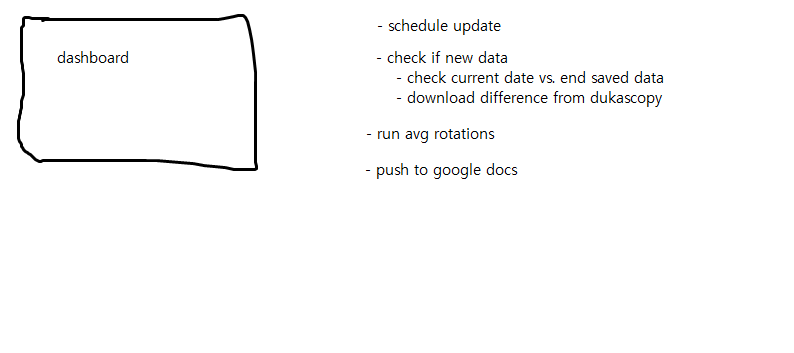 dashboard
- schedule update
- check if new data
- check current date vs. end saved data
- download difference from dukascopy
- run avg rotations
- push to google docs